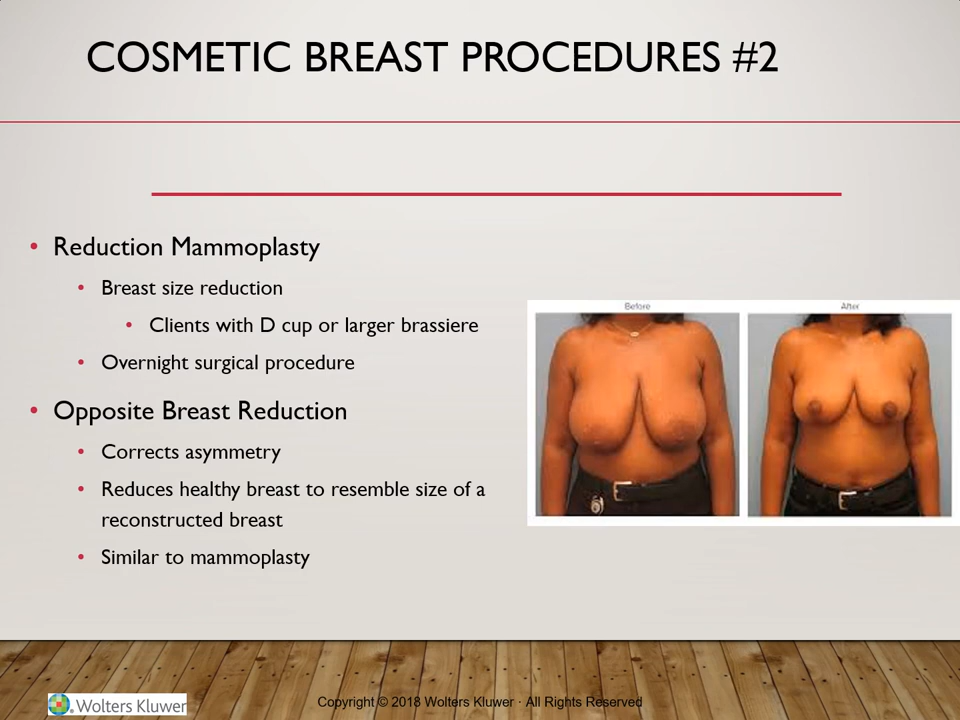 COSMETIC BREAST PROCEDURES #2
• Reduction Mammoplasty
• Breast size reduction
• Clients with D cup or larger brassiere
• Overnight surgical procedure
• Opposite Breast Reduction
• Corrects asymmetry
• Reduces healthy breast to resemble size of a
reconstructed breast
• Similar to mammoplasty
Before
After
Wolters Kluwer
Copyright © 2018 Wolters Kluwer · All Rights Reserved